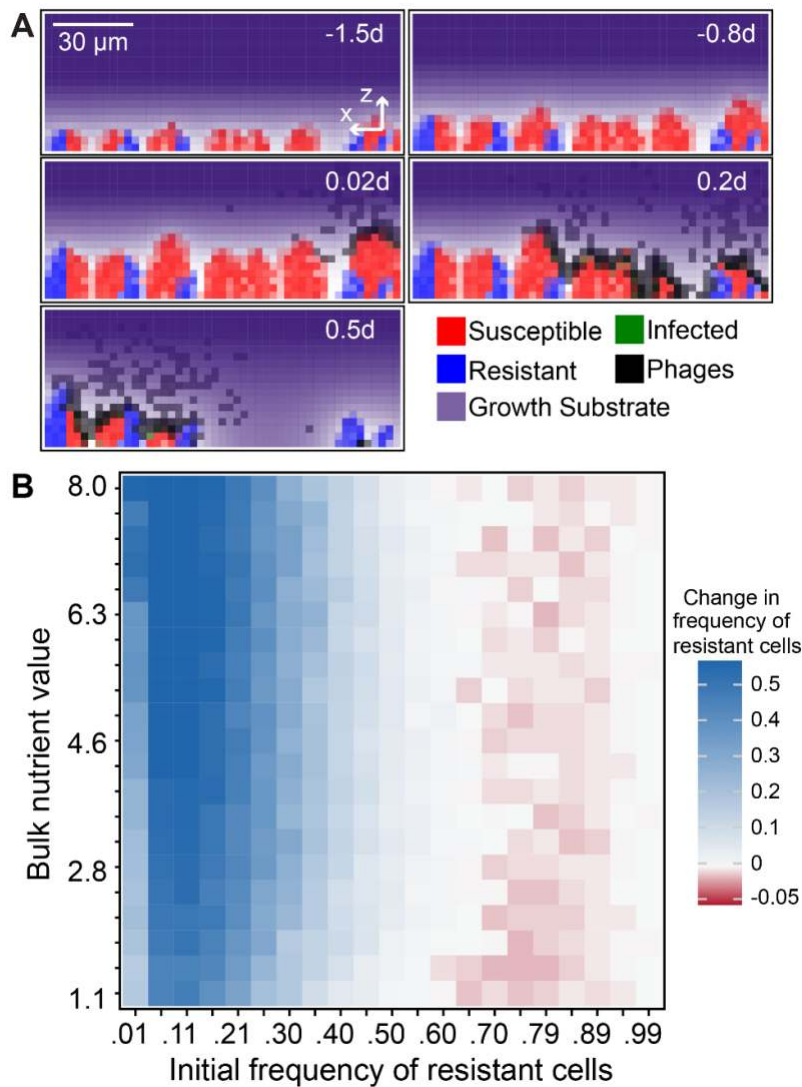 A
30 µm
-1.5d
-0.8d
z
x
0.02d
0.2d
0.5d
Susceptible
Infected
Resistant
Phages
Growth Substrate
B
8.0
6.3
4.6
2.8
1.1
Bulk nutrient value
.01 .11 .21 .30 .40 .50 .60 .70 .79 .89 .99
Initial frequency of resistant cells
Change in
frequency of
resistant cells
0.5
0.4
0.3
0.2
0.1
0
-0.05